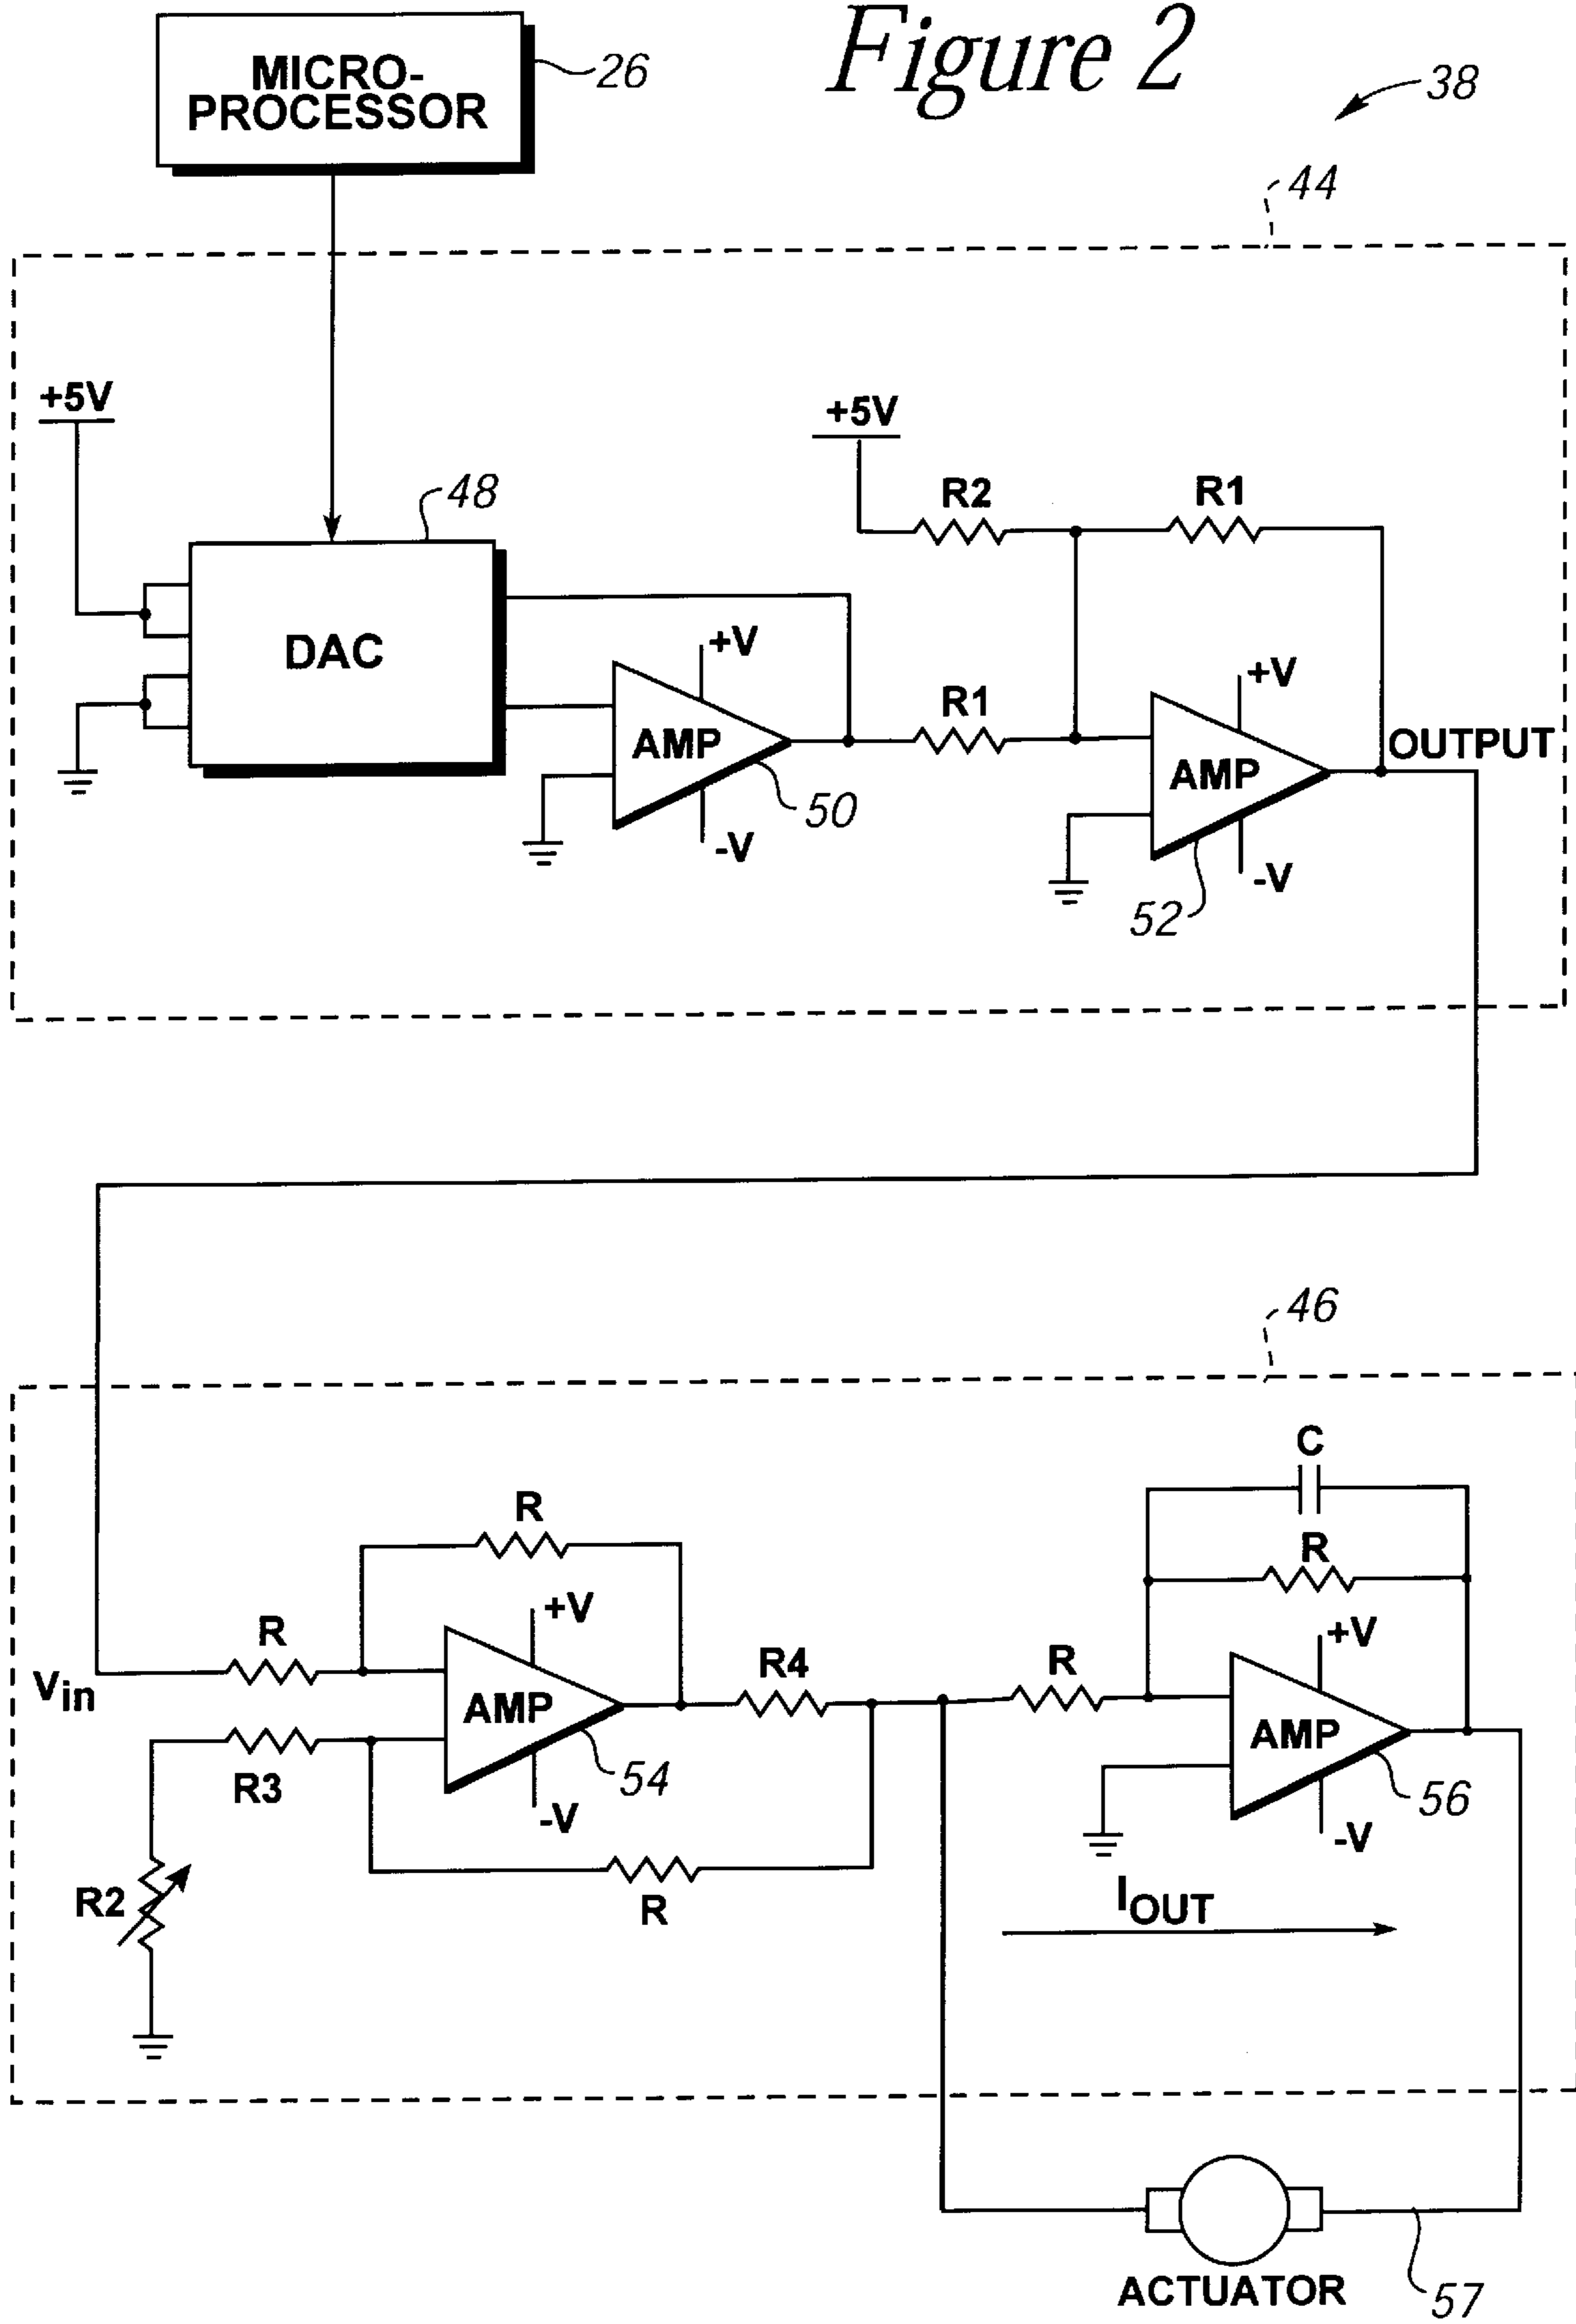 Figure 2
MICRO-
PROCESSOR
26
38
44
+5V
+5V
48
R2
R1
DAC
+V
AMP
-V
50
R1
+V
AMP
-V
52
OUTPUT
46
C
R
R
+V
R
Vin
AMP
54
-V
R4
R
+V
AMP
56
-V
R3
R2
R
IOUT
ACTUATOR
57